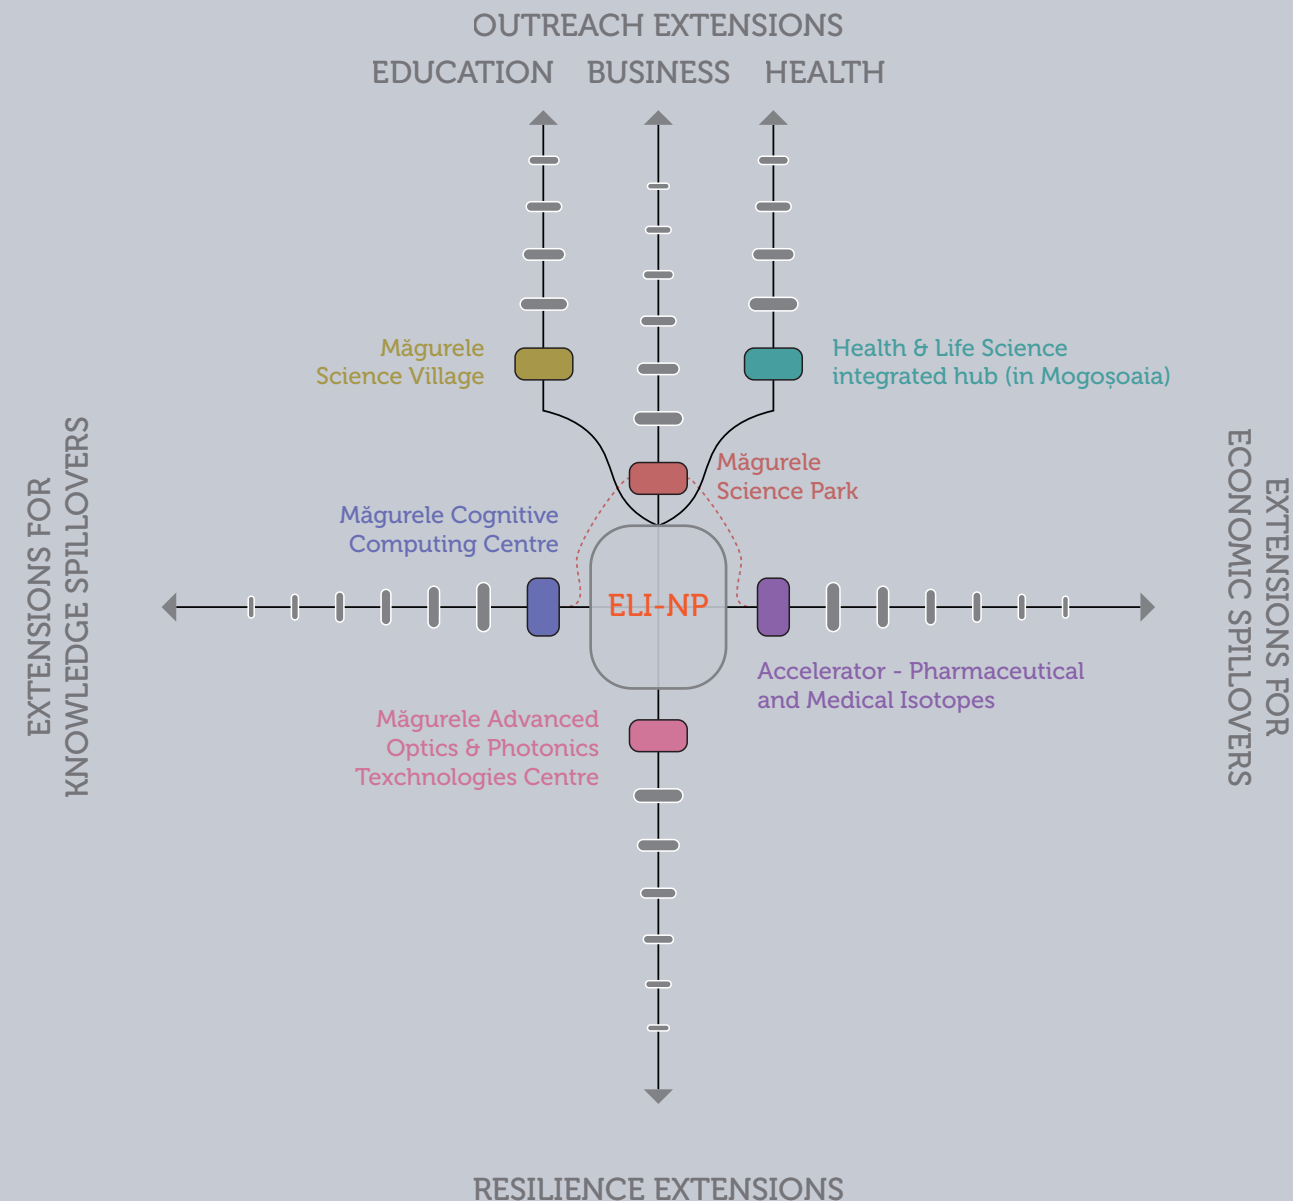 OUTREACH EXTENSIONS
EDUCATION
BUSINESS
HEALTH
Măgurele
Science Village
Health & Life Science
integrated hub (in Mogoșoaia)
Măgurele
Science Park
EXTENSIONS FOR
KNOWLEDGE SPILLOVERS
Măgurele Cognitive
Computing Centre
ELI-NP
EXTENSIONS FOR
ECONOMIC SPILLOVERS
Accelerator - Pharmaceutical
and Medical Isotopes
Măgurele Advanced
Optics & Photonics
Texchnologies Centre
RESILIENCE EXTENSIONS